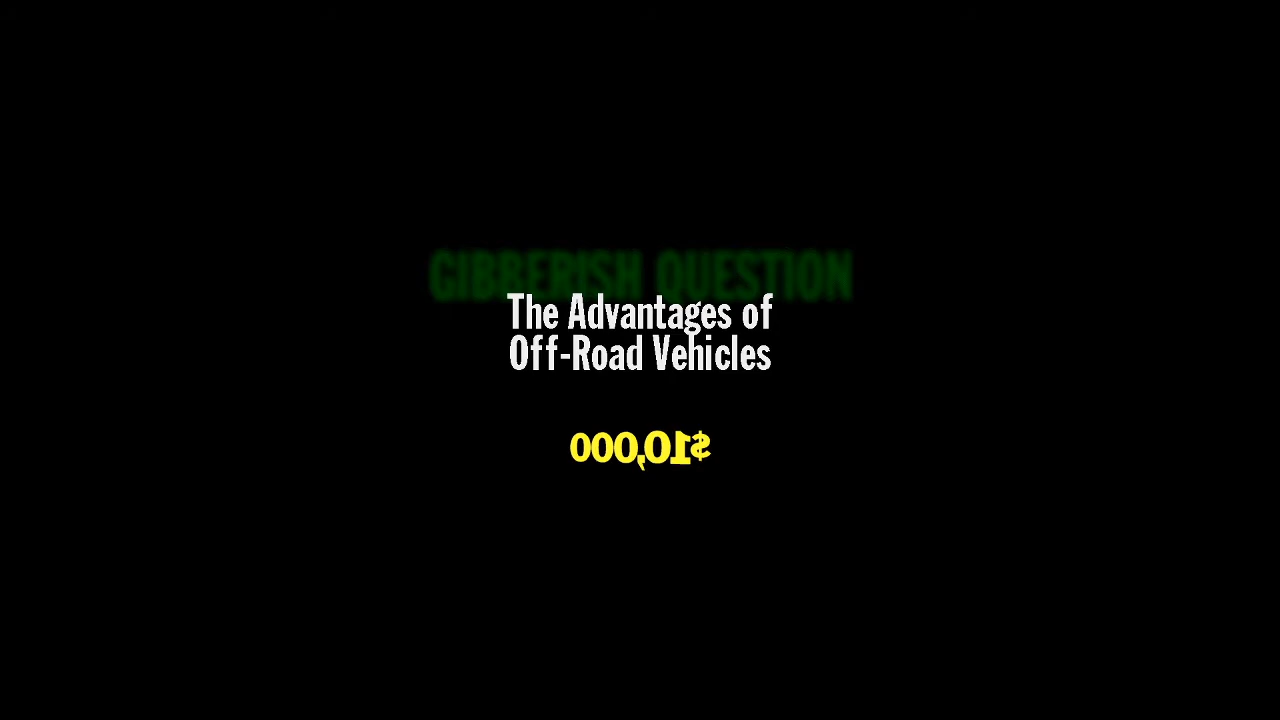 GIBBERISH QUESTION
The Advantages of
Off-Road Vehicles
$10,000